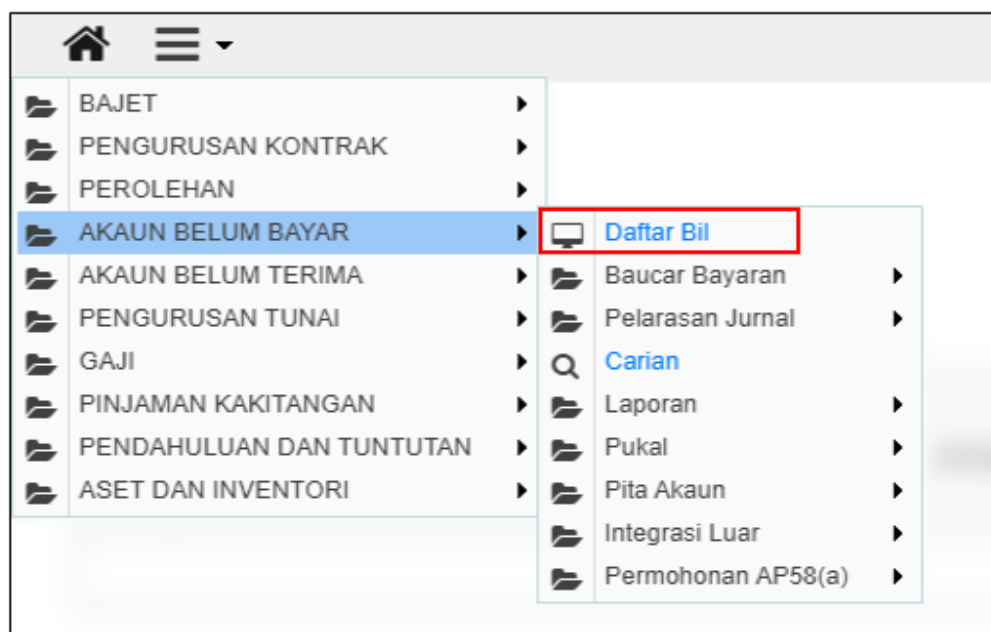 BAJET
PENGURUSAN KONTRAK
PEROLEHAN
AKAUN BELUM BAYAR
AKAUN BELUM TERIMA
PENGURUSAN TUNAI
GAJI
PINJAMAN KAKITANGAN
PENDAHULUAN DAN TUNTUTAN
ASET DAN INVENTORI
Daftar Bil
Baucar Bayaran
Pelarasan Jurnal
Carian
Laporan
Pukal
Pita Akaun
Integrasi Luar
Permohonan AP58(a)